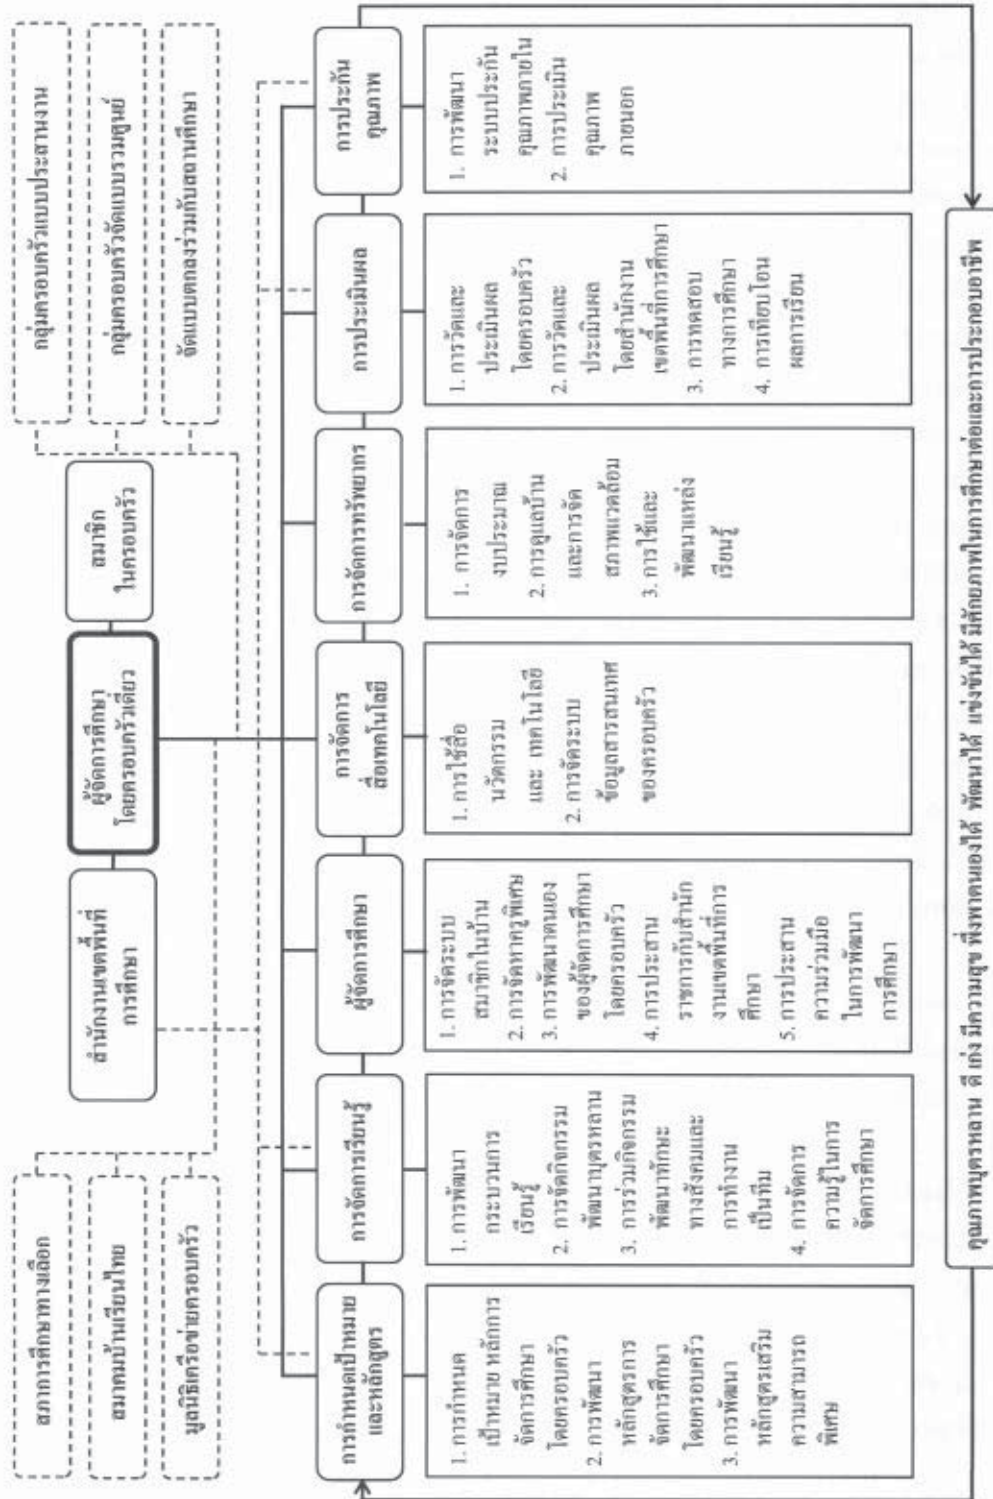 สภาการศึกษาทางเลือก
สมาคมบ้านเรียนไทย
มูลนิธิเครือข่ายครอบครัว
สำนักงานเขตพื้นที่
การศึกษา
ผู้จัดการศึกษา
โดยครอบครัวเดียว
สมาชิก
ในครอบครัว
กลุ่มครอบครัวแบบประสานงาน
กลุ่มครอบครัวจัดแบบรวมศูนย์
จัดแบบตกลงร่วมกับสถานศึกษา
การกำหนดเป้าหมาย
และหลักสูตร
1. การกำหนด
เป้าหมาย หลักการ
จัดการศึกษา
โดยครอบครัว
2. การพัฒนา
หลักสูตรการ
จัดการศึกษา
โดยครอบครัว
3. การพัฒนา
หลักสูตรเสริม
ความสามารถ
พิเศษ
การจัดการเรียนรู้
1. การพัฒนา
กระบวนการ
เรียนรู้
2. การจัดกิจกรรม
พัฒนาบุตรหลาน
3. การร่วมกิจกรรม
พัฒนาทักษะ
ทางสังคมและ
การทำงาน
เป็นทีม
4. การจัดการ
ความรู้ในการ
จัดการศึกษา
ผู้จัดการศึกษา
1. การจัดระบบ
สมาชิกในบ้าน
2. การจัดหาครูพิเศษ
3. การพัฒนาตนเอง
ของผู้จัดการศึกษา
โดยครอบครัว
4. การประสาน
ราชการกับสำนัก
งานเขตพื้นที่การ
ศึกษา
5. การประสาน
ความร่วมมือ
ในการพัฒนา
การศึกษา
การจัดการ
สื่อเทคโนโลยี
1. การใช้สื่อ
นวัตกรรม
และ เทคโนโลยี
2. การจัดระบบ
ข้อมูลสารสนเทศ
ของครอบครัว
การจัดการทรัพยากร
1. การจัดการ
งบประมาณ
2. การดูแลบ้าน
และการจัด
สภาพแวดล้อม
3. การใช้และ
พัฒนาแหล่ง
เรียนรู้
การประเมินผล
1. การวัดและ
ประเมินผล
โดยครอบครัว
2. การวัดและ
ประเมินผล
โดยสำนักงาน
เขตพื้นที่การศึกษา
3. การทดสอบ
ทางการศึกษา
4. การเทียบโอน
ผลการเรียน
การประกัน
คุณภาพ
1. การพัฒนา
ระบบประกัน
คุณภาพภายใน
2. การประเมิน
คุณภาพ
ภายนอก
คุณภาพบุตรหลาน ดี เก่ง มีความสุข พึ่งพาตนเองได้ พัฒนาได้ แข่งขันได้ มีศักยภาพในการศึกษาต่อและการประกอบอาชีพ